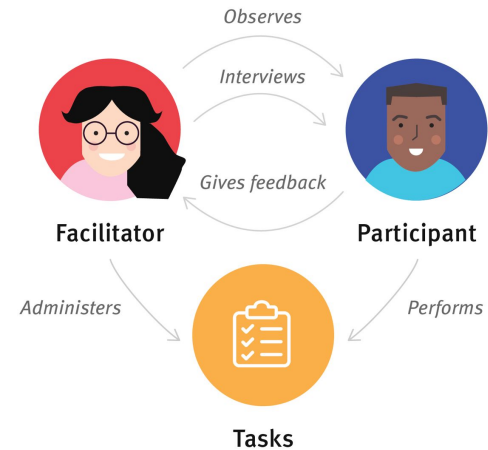 Observes
Interviews
Gives feedback
Facilitator
Participant
Administers
Performs
Tasks